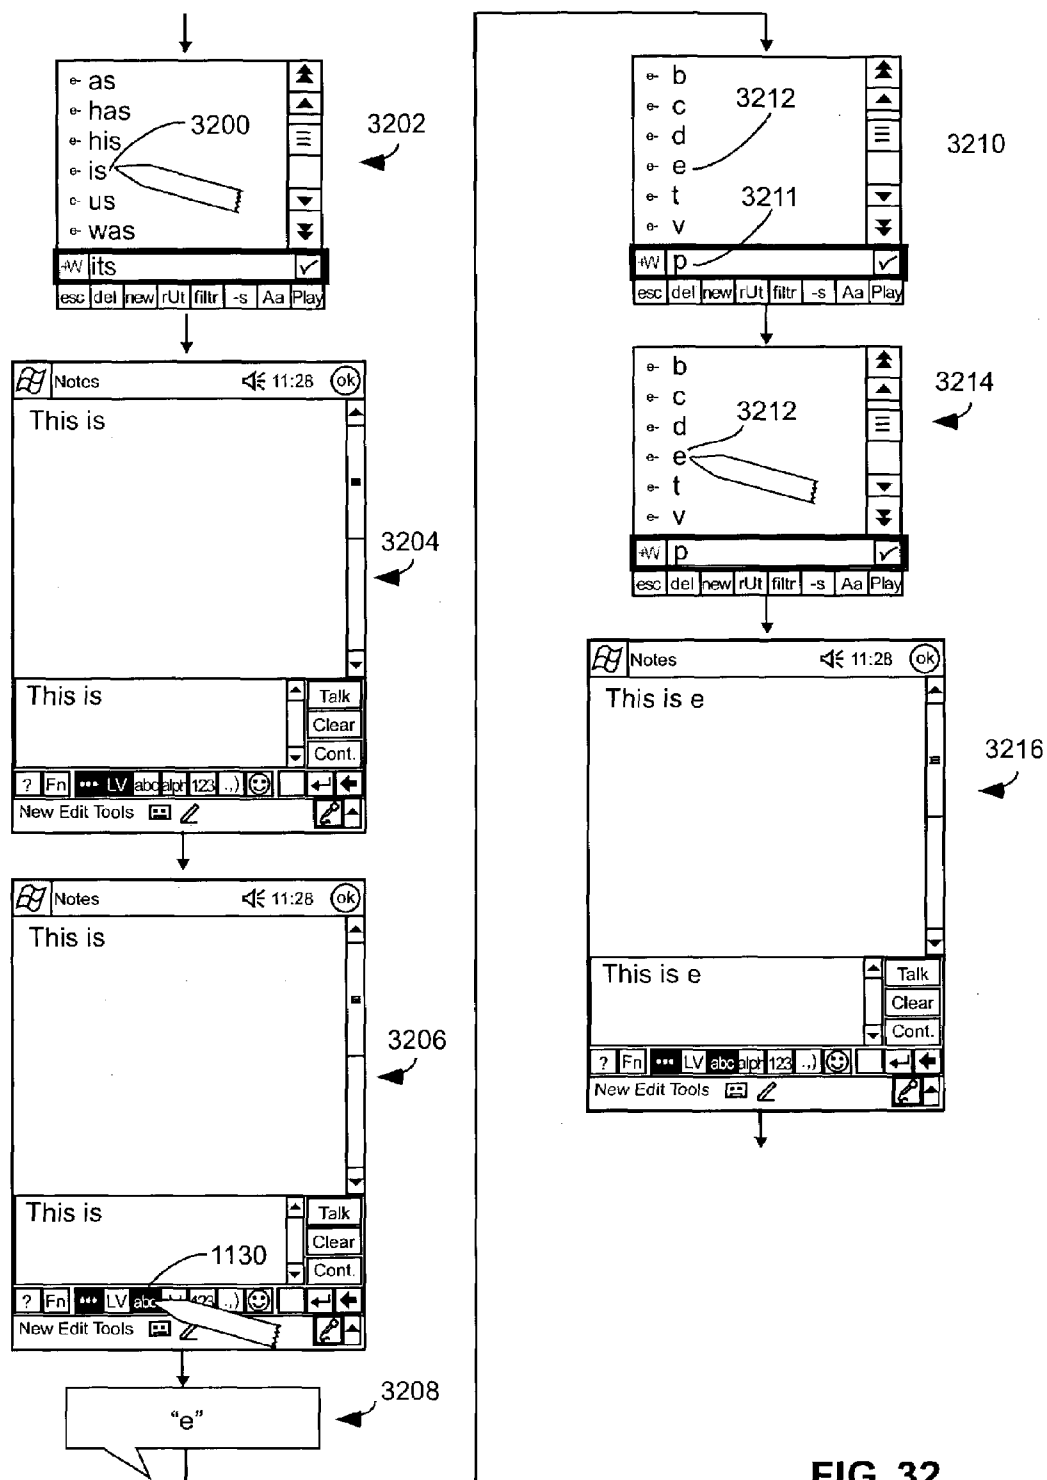 e- as
e- has
e- his
3200
3202
e- is
c- us
e- was
+W its
esc del new rUt filtr -s Aa Play
Notes 11:28 ok
This is
3204
This is
Talk
Clear
Cont.
? Fn ••• LV abc alph 123 .,)
New Edit Tools
Notes 11:28 ok
This is
3206
This is
Talk
Clear
1130
Cont.
? Fn ••• LV abc 123 .,)
New Edit Tools
3208
“e”
e- b
e- c
3212
e- d
3210
e- e
e- t
3211
e- v
+W p
esc del new rUt filtr -s Aa Play
e- b
e- c
3214
3212
e- d
e- e
e- t
e- v
+W p
esc del new rUt filtr -s Aa Play
Notes 11:28 ok
This is e
3216
This is e
Talk
Clear
Cont.
? Fn ••• LV abc alph 123 .,)
New Edit Tools
FIG. 32